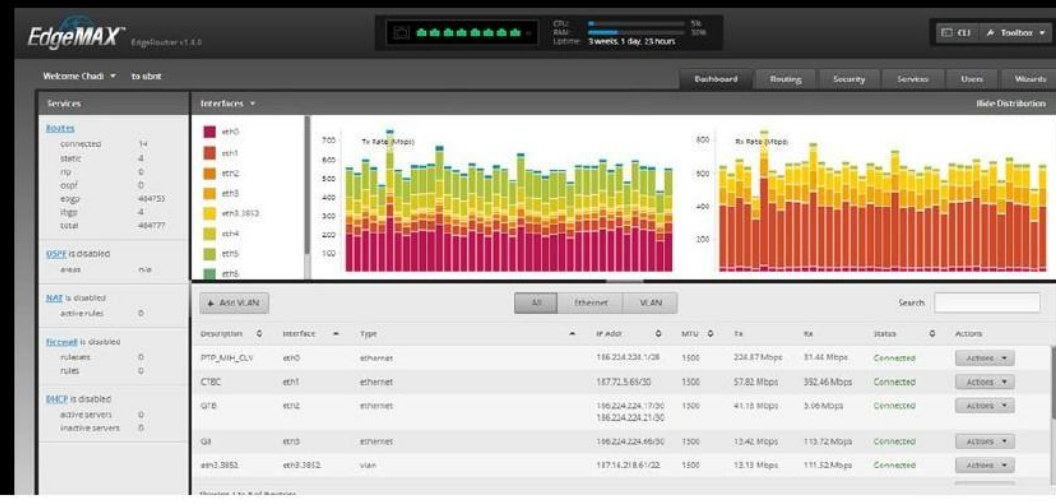 EdgeMAX EdgeRouter v1.4.0
CPU: 5%
RAM: 30%
Uptime: 3 weeks, 1 day, 23 hours
CLI Toolbox
Welcome Chadi to ubnt
Dashboard Routing Security Services Users Wizards
Services
Interfaces
Hide Distribution
Routes
connected 14
static 4
rip 0
ospf 0
ebgp 464753
ibgp 4
total 464777
OSPF is disabled
areas n/a
NAT is disabled
active rules 0
Firewall is disabled
rulesets 0
rules 0
DHCP is disabled
active servers 0
inactive servers 0
eth0
eth1
eth2
eth3
eth3.3852
eth4
eth5
eth6
Tx Rate (Mbps)
700
600
500
400
300
200
100
Rx Rate (Mbps)
800
600
400
200
Add VLAN
All Ethernet VLAN
Search
Description Interface Type IP Addr MTU Tx Rx Status Actions
PTP_MIH_CLV eth0 ethernet 186.224.224.1/28 1500 224.87 Mbps 31.44 Mbps Connected Actions
CTBC eth1 ethernet 187.72.5.69/30 1500 57.82 Mbps 392.46 Mbps Connected Actions
GTB eth2 ethernet 186.224.224.17/30 1500 41.18 Mbps 5.06 Mbps Connected Actions
186.224.224.21/30
eth3 ethernet 186.224.224.66/30 1500 13.42 Mbps 113.72 Mbps Connected Actions
eth3.3852 eth3.3852 vlan 187.16.218.61/22 1500 13.13 Mbps 111.52 Mbps Connected Actions